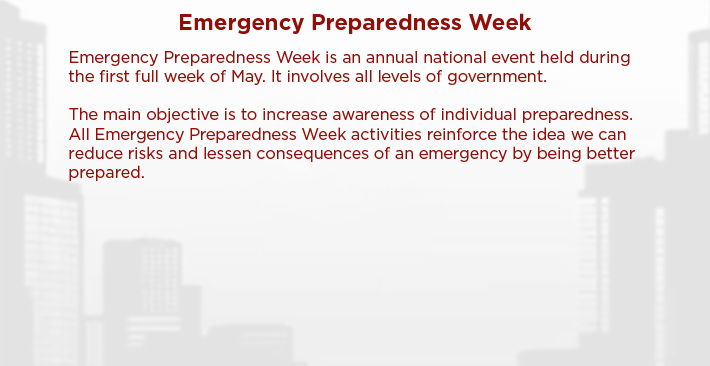 Emergency Preparedness Week
Emergency Preparedness Week is an annual national event held during
the first full week of May. It involves all levels of government.
The main objective is to increase awareness of individual preparedness.
All Emergency Preparedness Week activities reinforce the idea we can
reduce risks and lessen consequences of an emergency by being better
prepared.